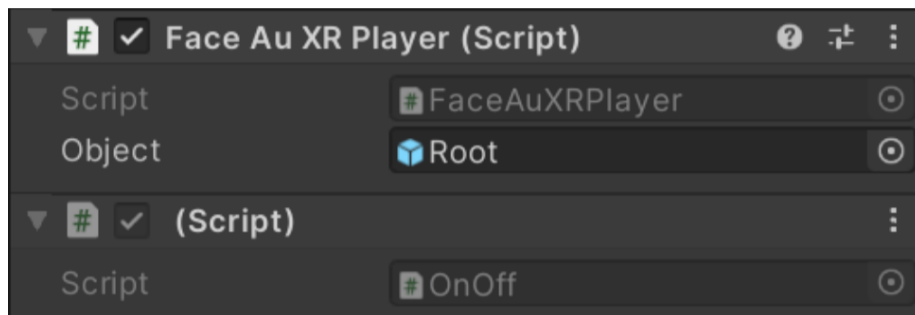 Face Au XR Player (Script)
Script FaceAuXRPlayer
Object Root
(Script)
Script OnOff